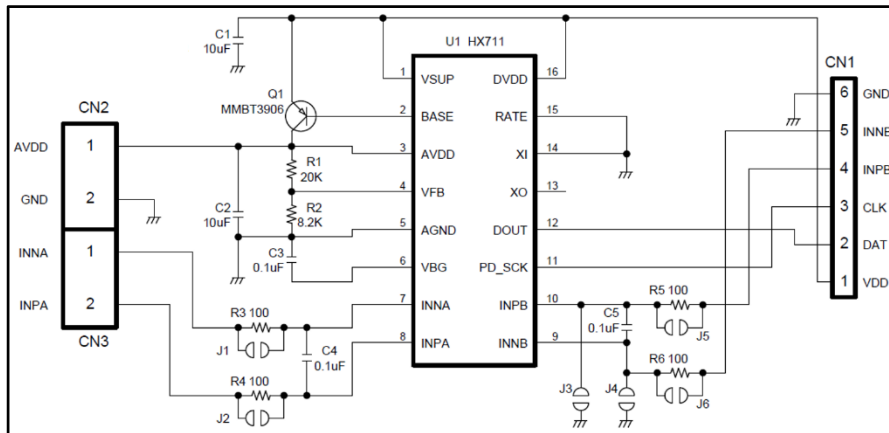 C1
10uF
U1 HX711
1 VSUP DVDD 16
CN1
6 GND
Q1
MMBT3906
CN2
2 BASE RATE 15
5 INNB
AVDD 1
3 AVDD XI 14
R1
20K
4 INPB
GND 2
4 VFB XO 13
C2
10uF
R2
8.2K
3 CLK
5 AGND DOUT 12
2 DAT
INNA 1
C3
0.1uF
6 VBG PD_SCK 11
1 VDD
INPA 2
CN3
R3 100
7 INNA INPB 10
R5 100
J1
C4
0.1uF
C5
0.1uF
J5
8 INPA INNB 9
R4 100
R6 100
J2
J3
J4
J6